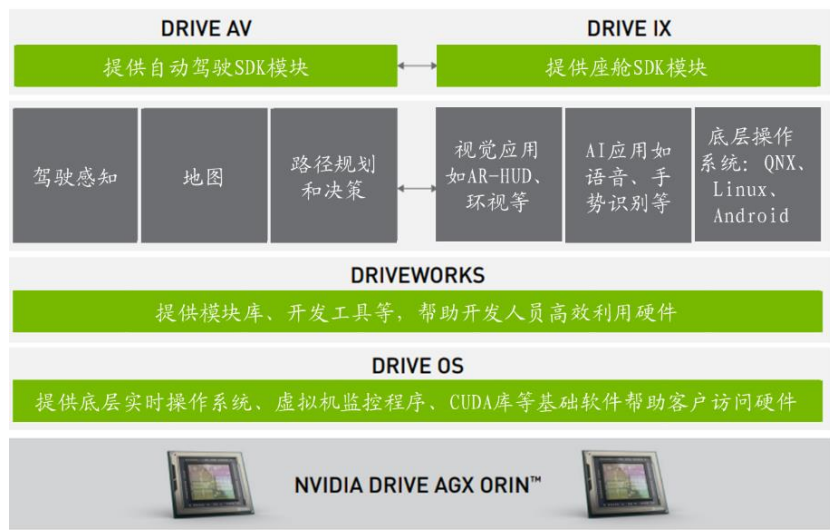 DRIVE AV
DRIVE IX
提供自动驾驶SDK模块
提供座舱SDK模块
驾驶感知
地图
路径规划
和决策
视觉应用
如AR-HUD、
环视等
AI应用如
语音、手
势识别等
底层操作
系统：QNX、
Linux、
Android
DRIVEWORKS
提供模块库、开发工具等，帮助开发人员高效利用硬件
DRIVE OS
提供底层实时操作系统、虚拟机监控程序、CUDA库等基础软件帮助客户访问硬件
NVIDIA DRIVE AGX ORIN™